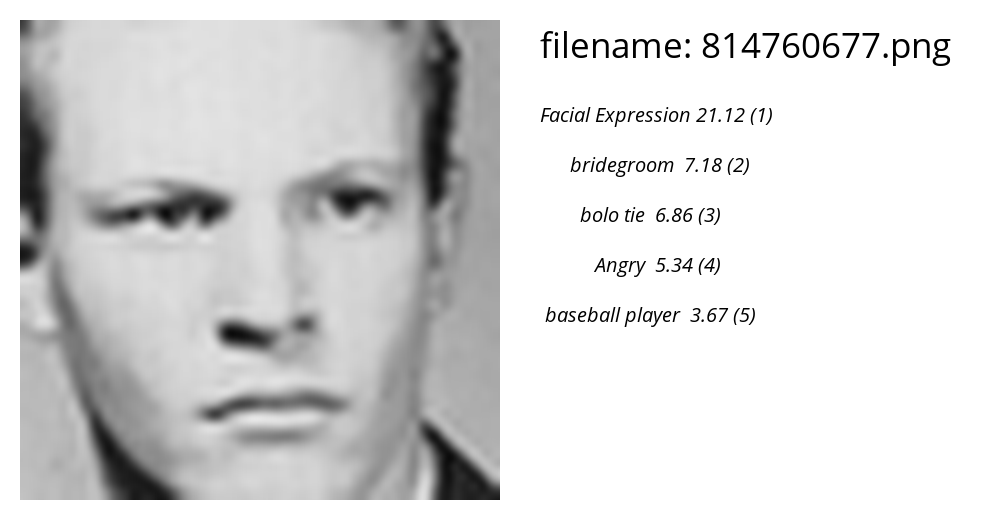 filename: 814760677.png
Facial Expression 21.12 (1)
bridegroom 7.18 (2)
bolo tie 6.86 (3)
Angry 5.34 (4)
baseball player 3.67 (5)